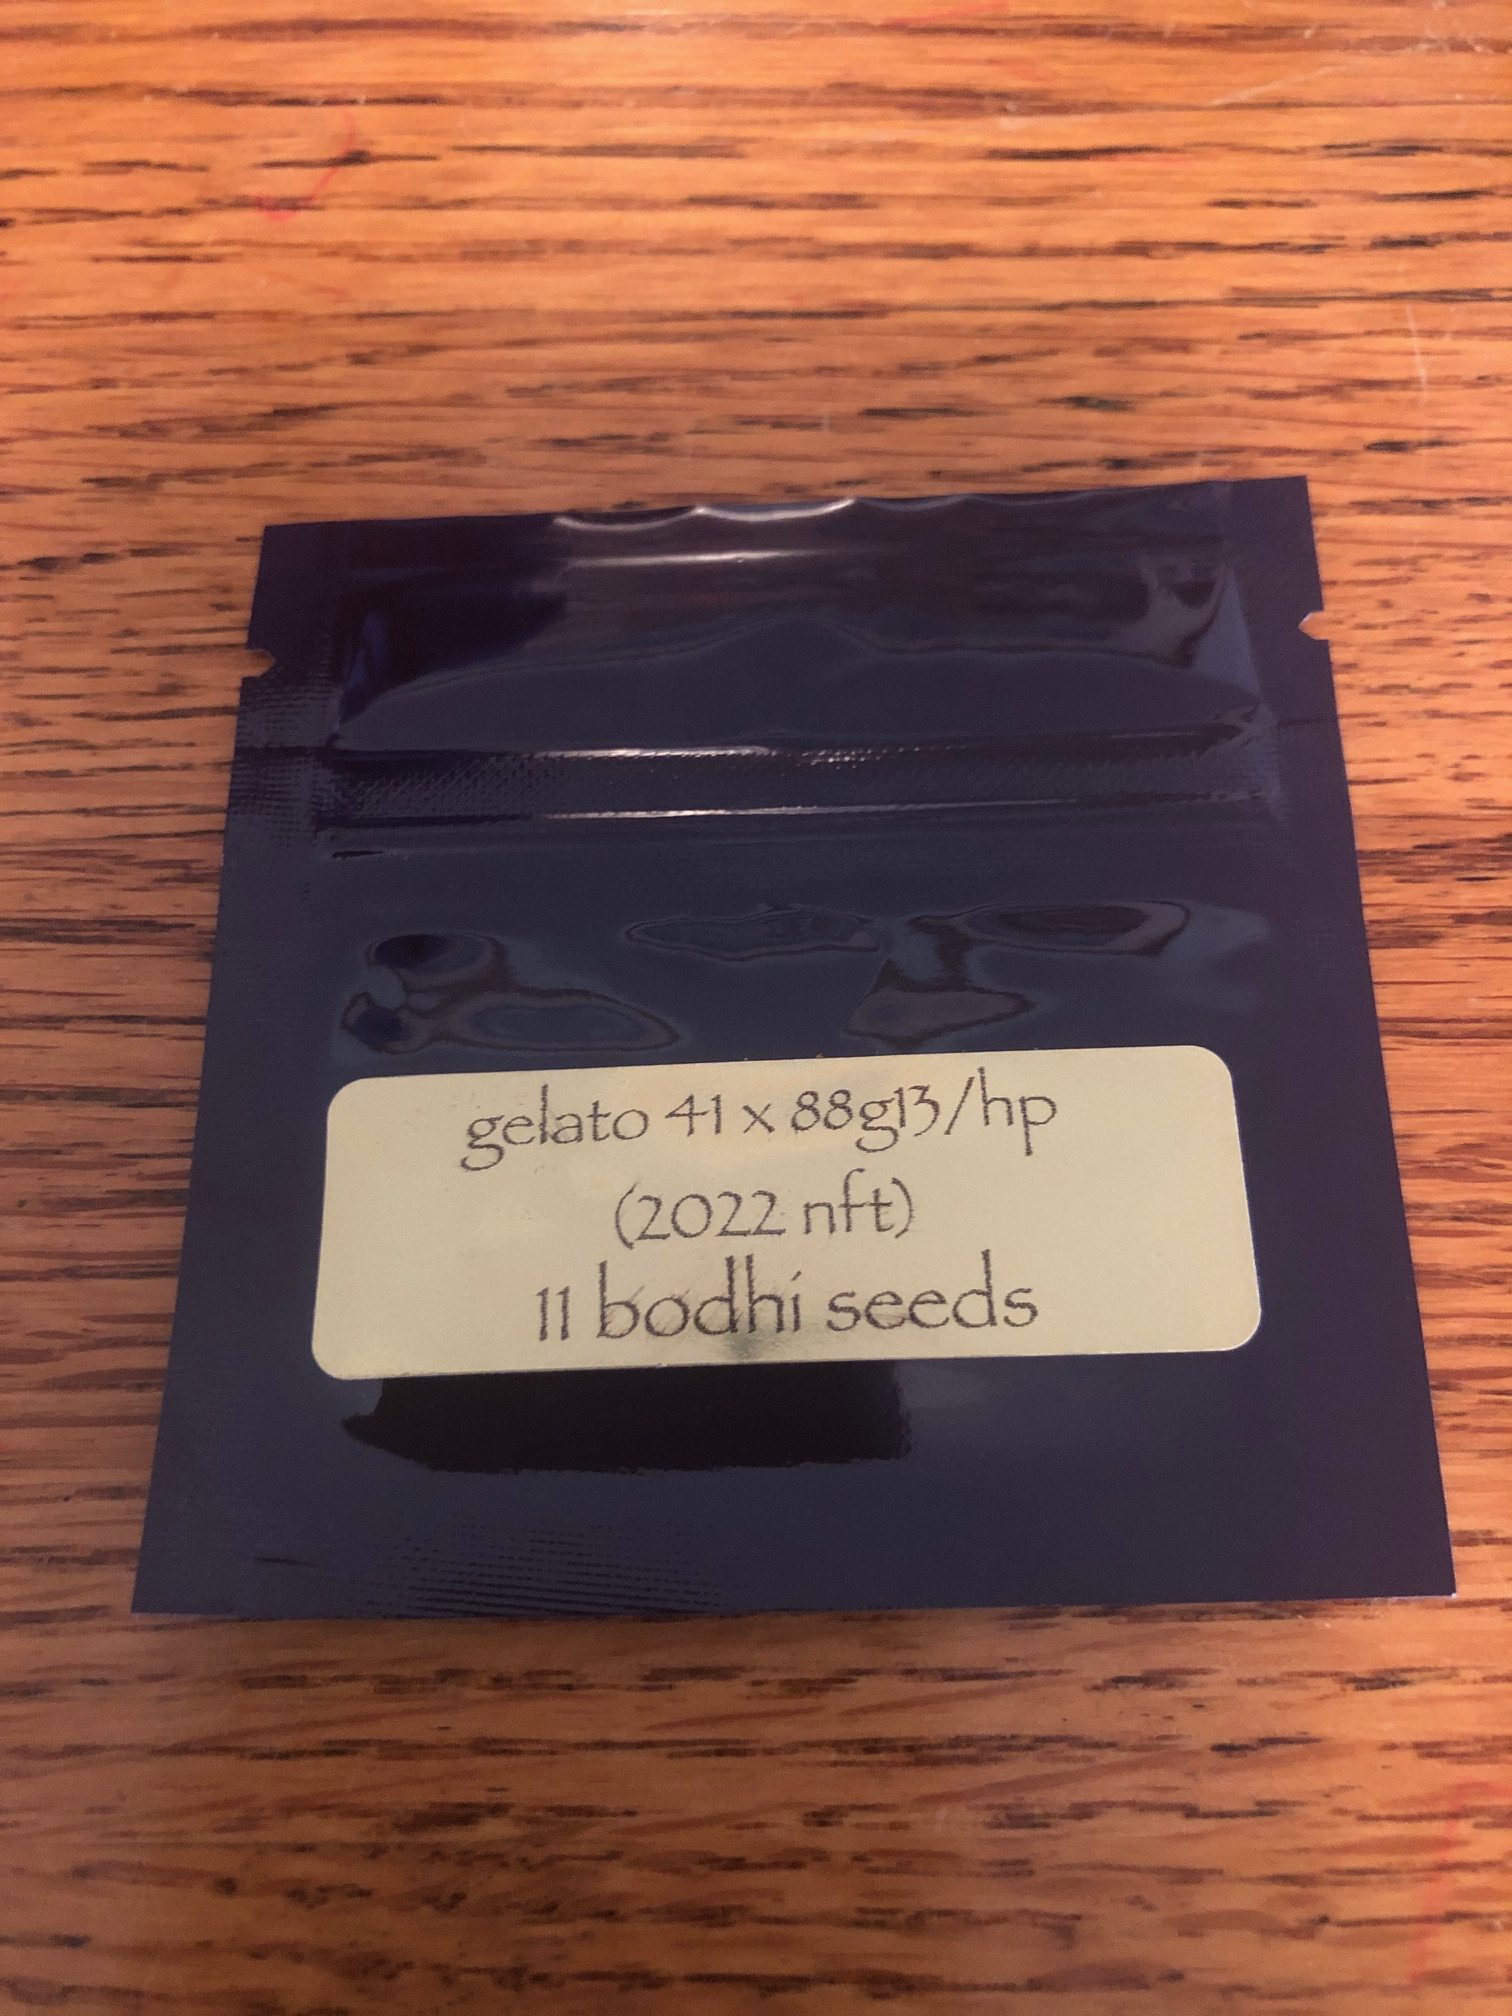 gelato 41 x 88g13/hp
(2022 nft)
11 bodhi seeds